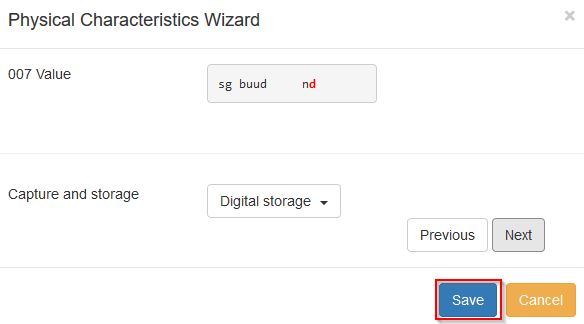 Physical Characteristics Wizard ×
007 Value
sg buud     nd
Capture and storage
Digital storage
Previous Next
Save Cancel